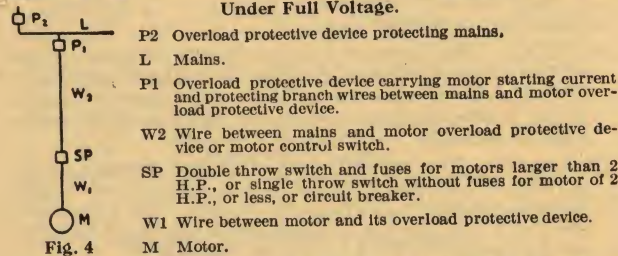 Under Full Voltage.
P2 L
P1
W2
SP
W1
M
Fig. 4
P2 Overload protective device protecting mains.
L Mains.
P1 Overload protective device carrying motor starting current
and protecting branch wires between mains and motor over-
load protective device.
W2 Wire between mains and motor overload protective de-
vice or motor control switch.
SP Double throw switch and fuses for motors larger than 2
H.P., or single throw switch without fuses for motor of 2
H.P., or less, or circuit breaker.
W1 Wire between motor and its overload protective device.
M Motor.